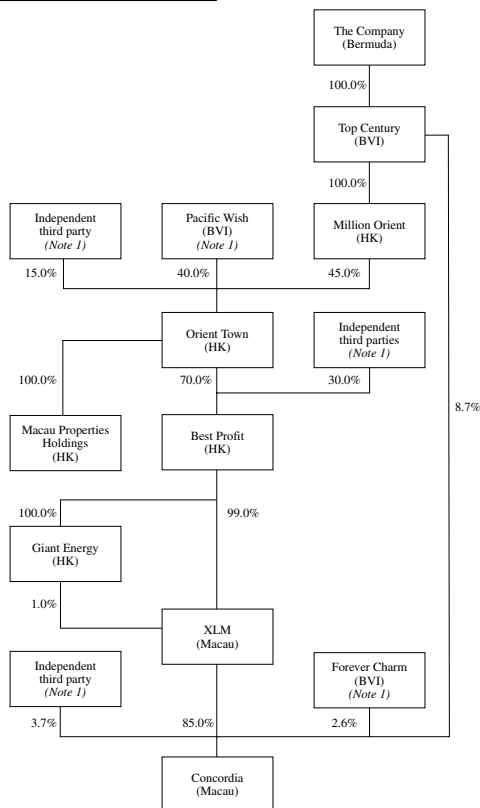 The Company
(Bermuda)
100.0%
Top Century
(BVI)
100.0%
Independent
third party
(Note 1)
Pacific Wish
(BVI)
(Note 1)
Million Orient
(HK)
15.0%
40.0%
45.0%
Orient Town
(HK)
Independent
third parties
(Note 1)
100.0%
70.0%
30.0%
8.7%
Macau Properties
Holdings
(HK)
Best Profit
(HK)
100.0%
99.0%
Giant Energy
(HK)
1.0%
XLM
(Macau)
Independent
third party
(Note 1)
Forever Charm
(BVI)
(Note 1)
3.7%
85.0%
2.6%
Concordia
(Macau)